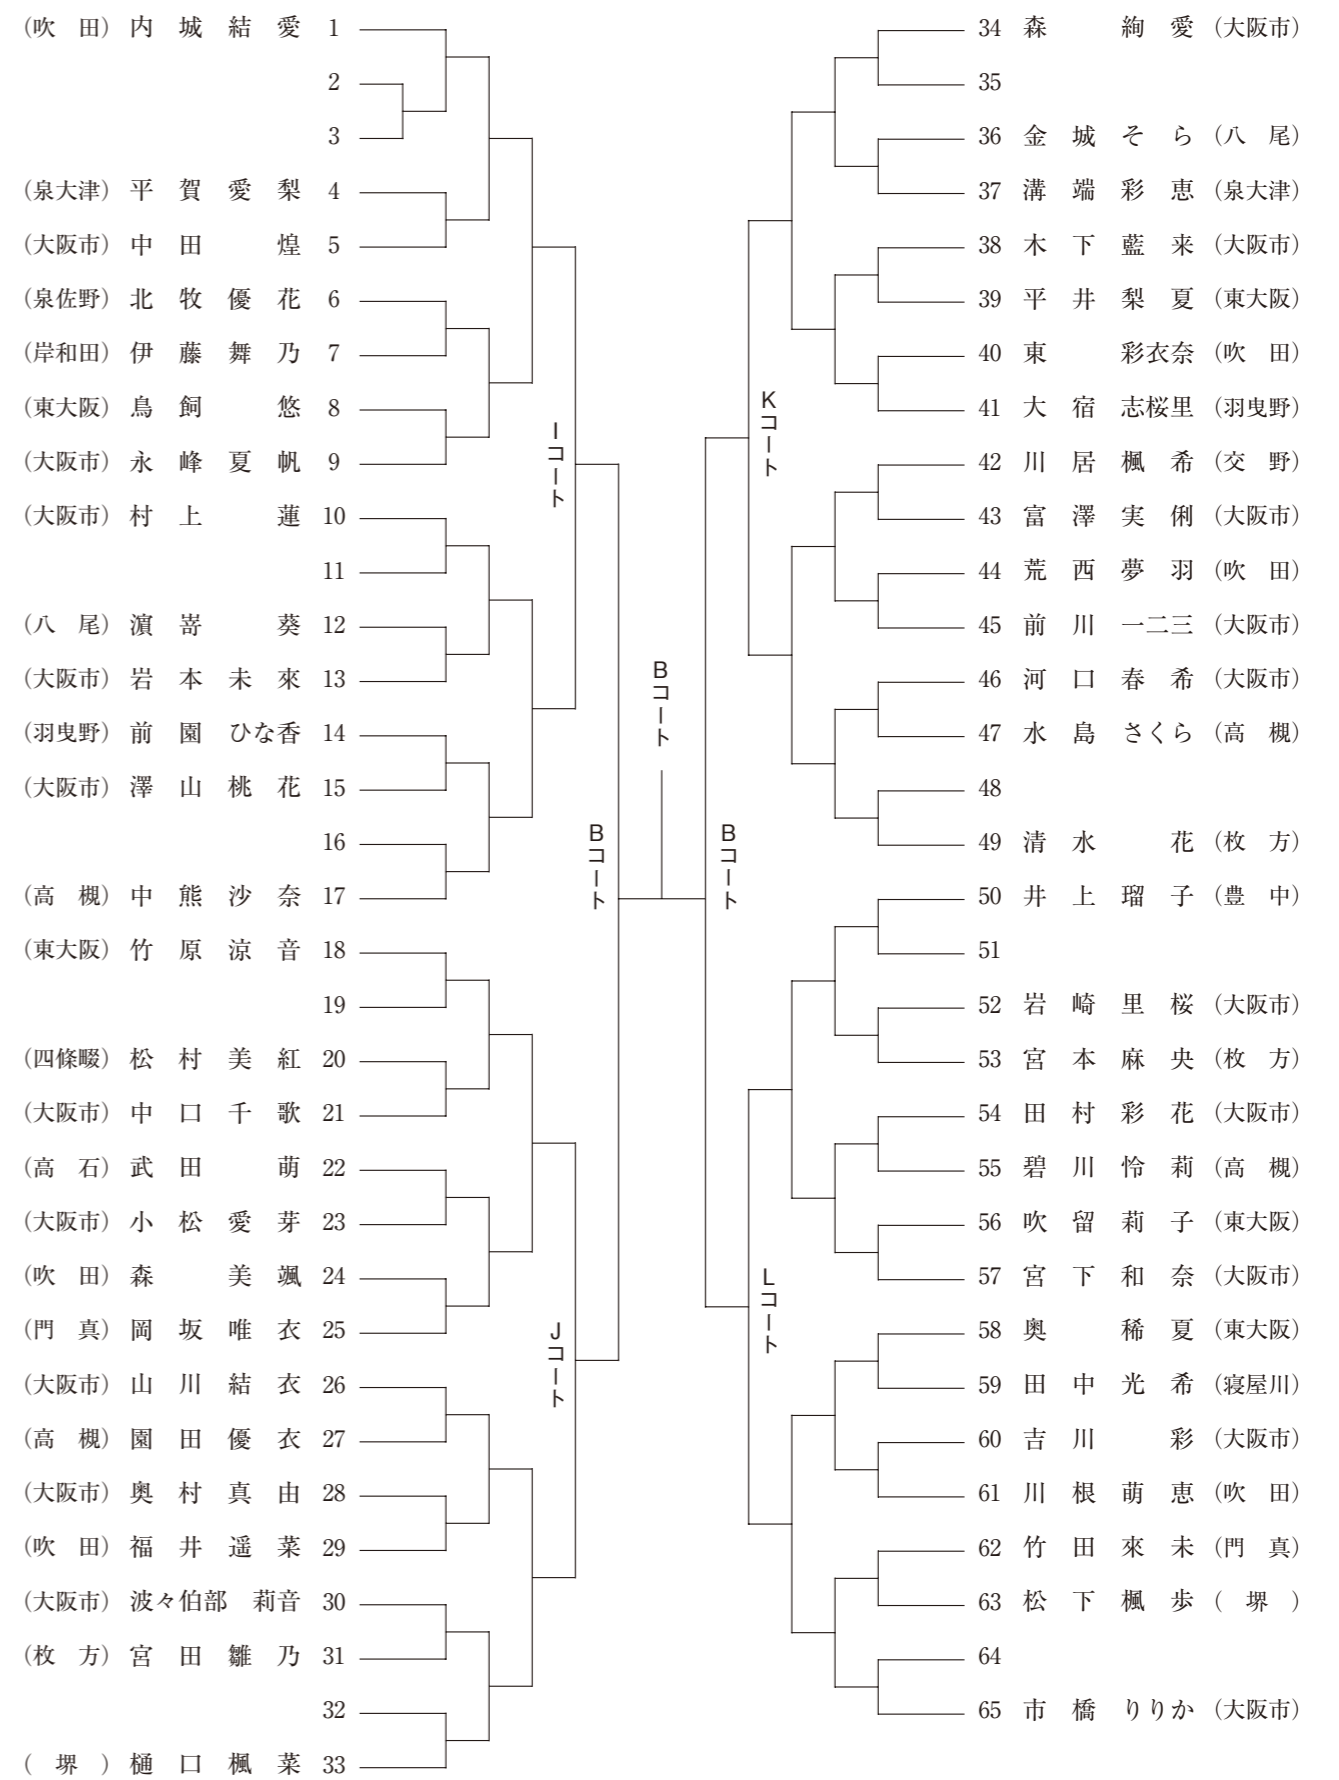 (吹　田) 内城結愛 1
2
3
(泉大津) 平賀愛梨 4
(大阪市) 中田　煌 5
(泉佐野) 北牧優花 6
(岸和田) 伊藤舞乃 7
(東大阪) 鳥飼　悠 8
(大阪市) 永峰夏帆 9
(大阪市) 村上　蓮 10
11
(八　尾) 濵嵜　葵 12
(大阪市) 岩本未來 13
(羽曳野) 前園ひな香 14
(大阪市) 澤山桃花 15
16
(高　槻) 中熊沙奈 17
(東大阪) 竹原涼音 18
19
(四條畷) 松村美紅 20
(大阪市) 中口千歌 21
(高　石) 武田　萌 22
(大阪市) 小松愛芽 23
(吹　田) 森　美颯 24
(門　真) 岡坂唯衣 25
(大阪市) 山川結衣 26
(高　槻) 園田優衣 27
(大阪市) 奥村真由 28
(吹　田) 福井遥菜 29
(大阪市) 波々伯部　莉音 30
(枚　方) 宮田雛乃 31
32
(　堺　) 樋口楓菜 33
Iコート
Jコート
Bコート
Bコート
Bコート
Kコート
Lコート
34 森　絢愛 (大阪市)
35
36 金城そら (八　尾)
37 溝端彩恵 (泉大津)
38 木下藍来 (大阪市)
39 平井梨夏 (東大阪)
40 東　彩衣奈 (吹　田)
41 大宿志桜里 (羽曳野)
42 川居楓希 (交　野)
43 富澤実俐 (大阪市)
44 荒西夢羽 (吹　田)
45 前川一二三 (大阪市)
46 河口春希 (大阪市)
47 水島さくら (高　槻)
48
49 清水　花 (枚　方)
50 井上瑠子 (豊　中)
51
52 岩崎里桜 (大阪市)
53 宮本麻央 (枚　方)
54 田村彩花 (大阪市)
55 碧川怜莉 (高　槻)
56 吹留莉子 (東大阪)
57 宮下和奈 (大阪市)
58 奥　稀夏 (東大阪)
59 田中光希 (寝屋川)
60 吉川　彩 (大阪市)
61 川根萌恵 (吹　田)
62 竹田來未 (門　真)
63 松下楓歩 (　堺　)
64
65 市橋りりか (大阪市)